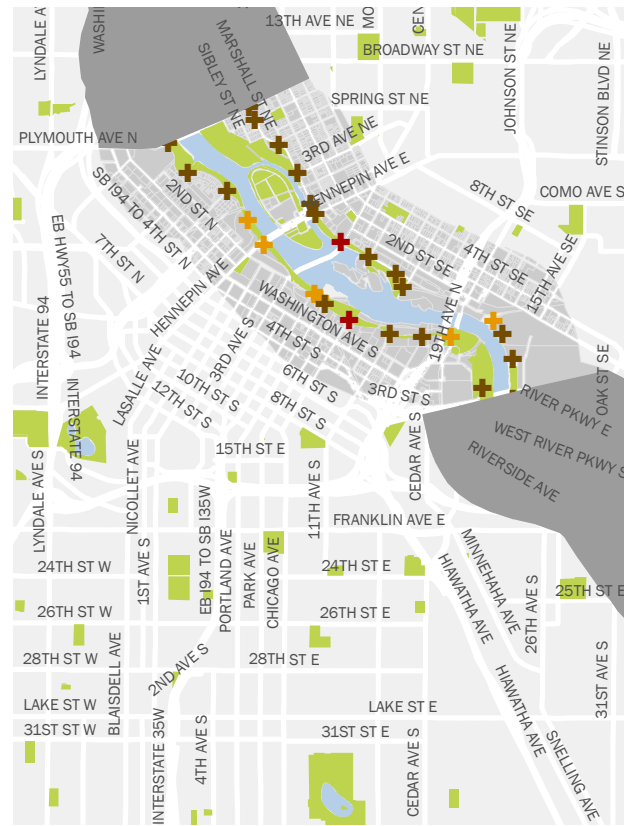 LYNDALE AV
WASHI
13TH AVE NE
MO
CEN
JOHNSON ST NE
STINSON BLVD NE
BROADWAY ST NE
MARSHALL ST NE
SIBLEY ST NE
SPRING ST NE
3RD AVE NE
PLYMOUTH AVE N
ENNEPIN AVE E
8TH ST SE
COMO AVE S
2ND ST N
SB I94 TO 4TH ST N
7TH ST N
2ND ST SE
4TH ST SE
15TH AVE SE
EB HWY55 TO SB I94
INTERSTATE 94
HENNEPIN AVE
WASHINGTON AVE S
19TH AVE N
LASALLE AVE
3RD AVE S
4TH ST S
6TH ST S
8TH ST S
10TH ST S
12TH ST S
3RD ST S
OAK ST SE
RIVER PKWY E
WEST RIVER PKWY S
RIVERSIDE AVE
INTERSTATE 94
15TH ST E
CEDAR AVE S
LYNDALE AVE S
NICOLLET AVE
11TH AVE S
FRANKLIN AVE E
24TH ST W
1ST AVE S
EB I94 TO SB I35W
PORTLAND AVE
PARK AVE
CHICAGO AVE
24TH ST E
HIAWATHA AVE
MINNEHAHA AVE
26TH AVE S
25TH ST E
26TH ST W
26TH ST E
28TH ST W
BLAISDELL AVE
2ND AVE S
28TH ST E
31ST AVE S
LAKE ST W
LAKE ST E
HIAWATHA AVE
31ST ST W
INTERSTATE 35W
4TH AVE S
31ST ST E
CEDAR AVE S
SNELLING AVE